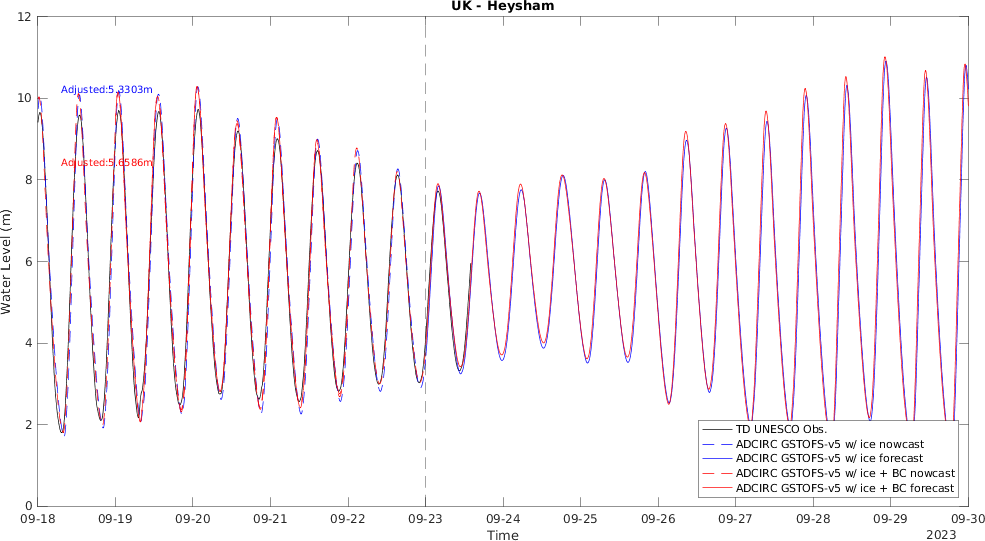 UK - Heysham
12
10
8
6
4
2
0
Water Level (m)
Adjusted:5.3303m
Adjusted:5.6586m
TD UNESCO Obs.
ADCIRC GSTOFS-v5 w/ ice nowcast
ADCIRC GSTOFS-v5 w/ ice forecast
ADCIRC GSTOFS-v5 w/ ice + BC nowcast
ADCIRC GSTOFS-v5 w/ ice + BC forecast
09-18 09-19 09-20 09-21 09-22 09-23 09-24 09-25 09-26 09-27 09-28 09-29 09-30
Time
2023